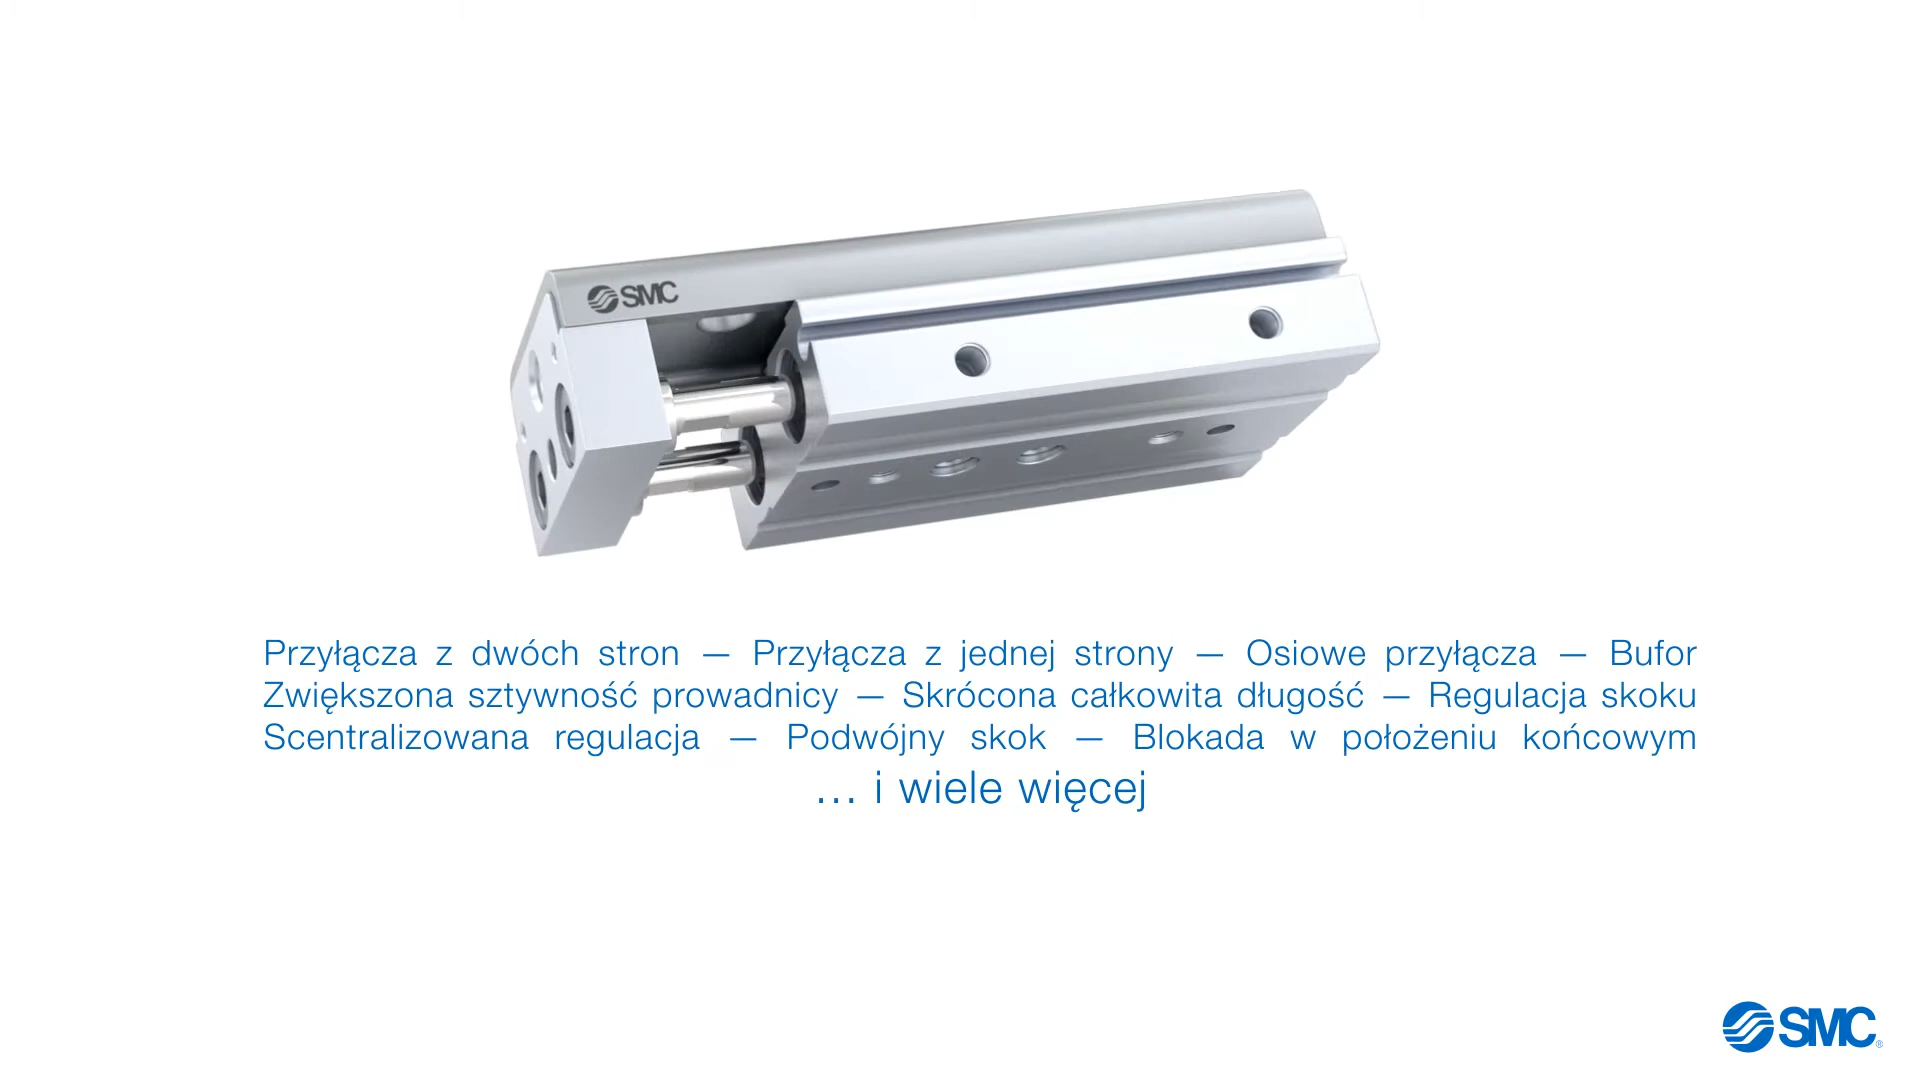 SMC
Przyłącza z dwóch stron — Przyłącza z jednej strony — Osiowe przyłącza — Bufor
Zwiększona sztywność prowadnicy — Skrócona całkowita długość — Regulacja skoku
Scentralizowana regulacja — Podwójny skok — Blokada w położeniu końcowym
… i wiele więcej
SMC®